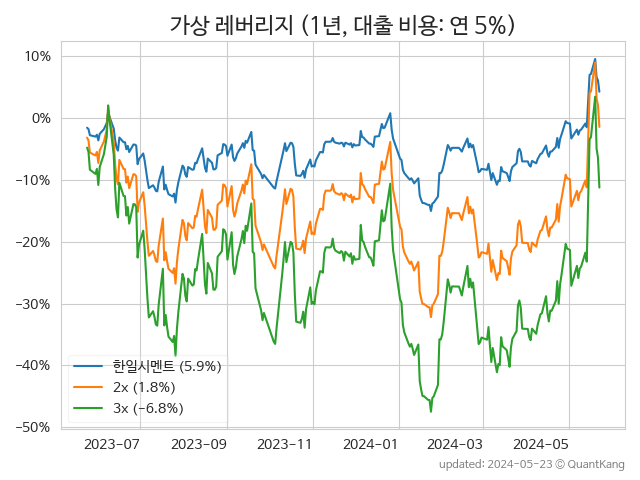 가상 레버리지 (1년, 대출 비용: 연 5%)
10%
0%
−10%
−20%
−30%
−40%
−50%
한일시멘트 (5.9%)
2x (1.8%)
3x (−6.8%)
2023-07 2023-09 2023-11 2024-01 2024-03 2024-05
updated: 2024-05-23 © QuantKang